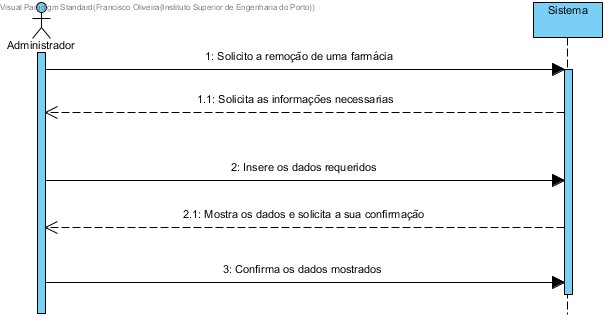 Visual Paradigm Standard(Francisco Oliveira(Instituto Superior de Engenharia do Porto))
Sistema
Administrador
1: Solicito a remoção de uma farmácia
1.1: Solicita as informações necessarias
2: Insere os dados requeridos
2.1: Mostra os dados e solicita a sua confirmação
3: Confirma os dados mostrados